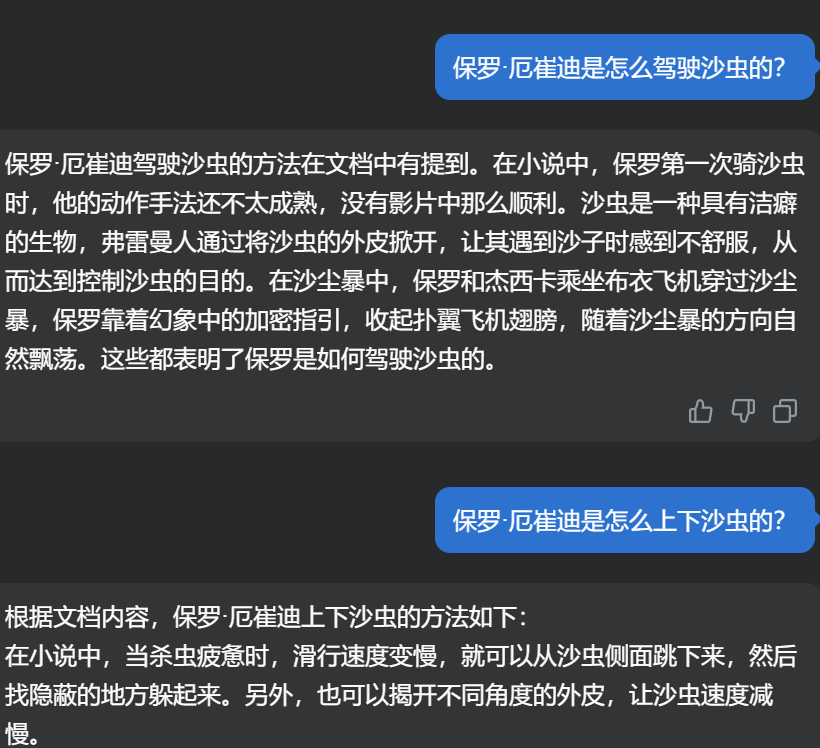 保罗·厄崔迪是怎么驾驶沙虫的？
保罗·厄崔迪驾驶沙虫的方法在文档中有提到。在小说中，保罗第一次骑沙虫
时，他的动作手法还不太成熟，没有影片中那么顺利。沙虫是一种具有洁癖
的生物，弗雷曼人通过将沙虫的外皮掀开，让其遇到沙子时感到不舒服，从
而达到控制沙虫的目的。在沙尘暴中，保罗和杰西卡乘坐布衣飞机穿过沙尘
暴，保罗靠着幻象中的加密指引，收起扑翼飞机翅膀，随着沙尘暴的方向自
然飘荡。这些都表明了保罗是如何驾驶沙虫的。
保罗·厄崔迪是怎么上下沙虫的？
根据文档内容，保罗·厄崔迪上下沙虫的方法如下：
在小说中，当杀虫疲惫时，滑行速度变慢，就可以从沙虫侧面跳下来，然后
找隐蔽的地方躲起来。另外，也可以揭开不同角度的外皮，让沙虫速度减
慢。